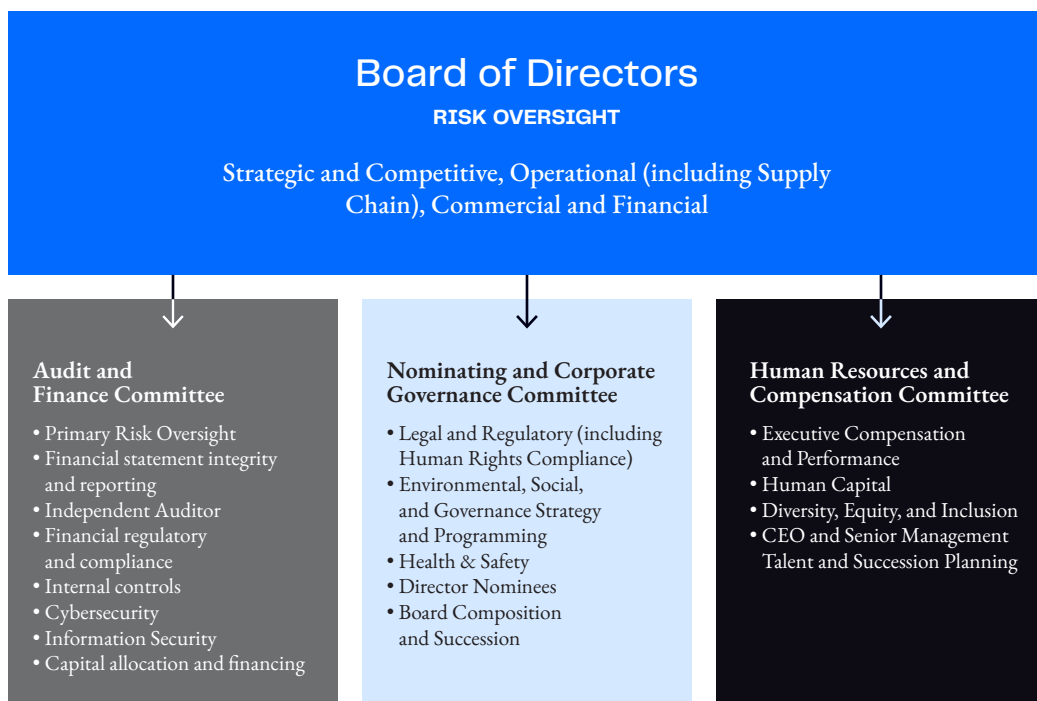 Board of Directors
RISK OVERSIGHT
Strategic and Competitive, Operational (including Supply
Chain), Commercial and Financial
Audit and
Finance Committee
• Primary Risk Oversight
• Financial statement integrity
and reporting
• Independent Auditor
• Financial regulatory
and compliance
• Internal controls
• Cybersecurity
• Information Security
• Capital allocation and financing
Nominating and Corporate
Governance Committee
• Legal and Regulatory (including
Human Rights Compliance)
• Environmental, Social,
and Governance Strategy
and Programming
• Health & Safety
• Director Nominees
• Board Composition
and Succession
Human Resources and
Compensation Committee
• Executive Compensation
and Performance
• Human Capital
• Diversity, Equity, and Inclusion
• CEO and Senior Management
Talent and Succession Planning